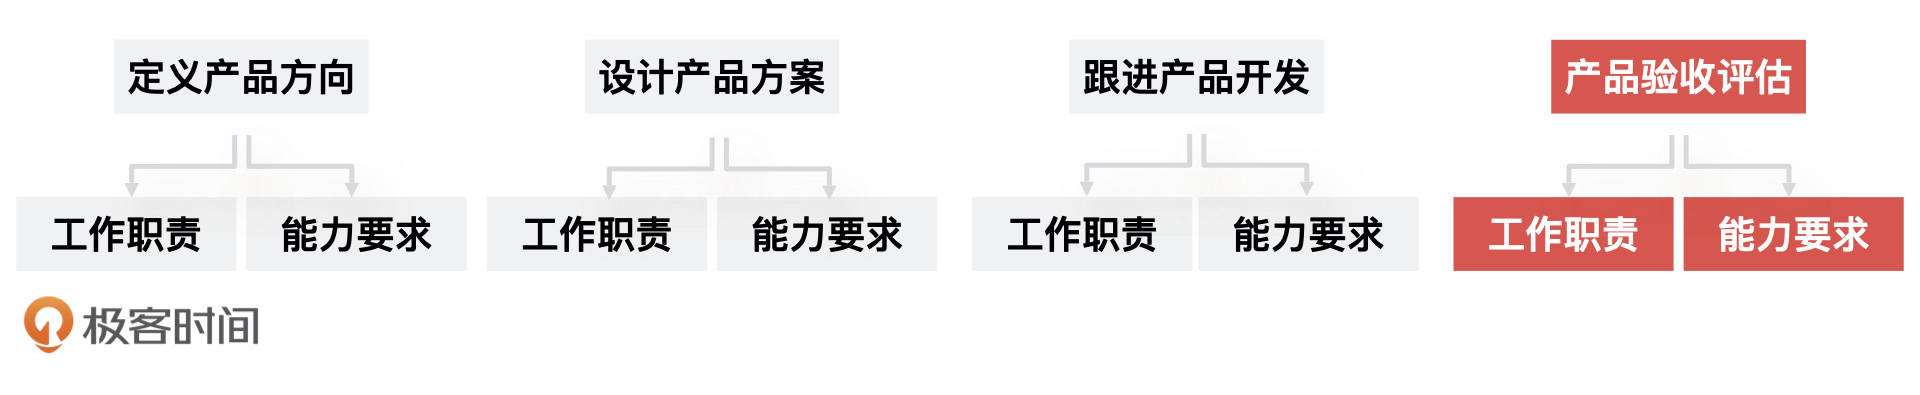 定义产品方向
设计产品方案
跟进产品开发
产品验收评估
工作职责
能力要求
工作职责
能力要求
工作职责
能力要求
工作职责
能力要求
极客时间